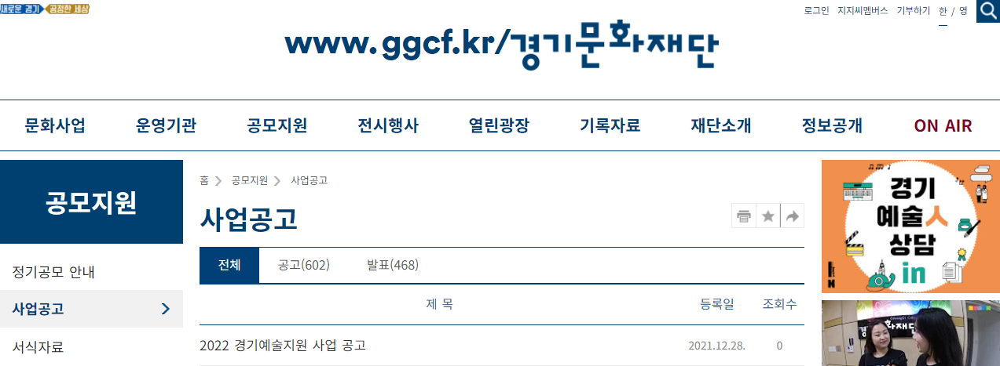 새로운 경기 공정한 세상
로그인 지지씨멤버스 기부하기 한 / 영
www.ggcf.kr/경기문화재단
문화사업 운영기관 공모지원 전시행사 열린광장 기록자료 재단소개 정보공개 ON AIR
공모지원
정기공모 안내
사업공고
서식자료
홈 공모지원 사업공고
사업공고
전체 공고(602) 발표(468)
제 목 등록일 조회수
2022 경기예술지원 사업 공고 2021.12.28. 0
경기
예술人
상담
in
화재단